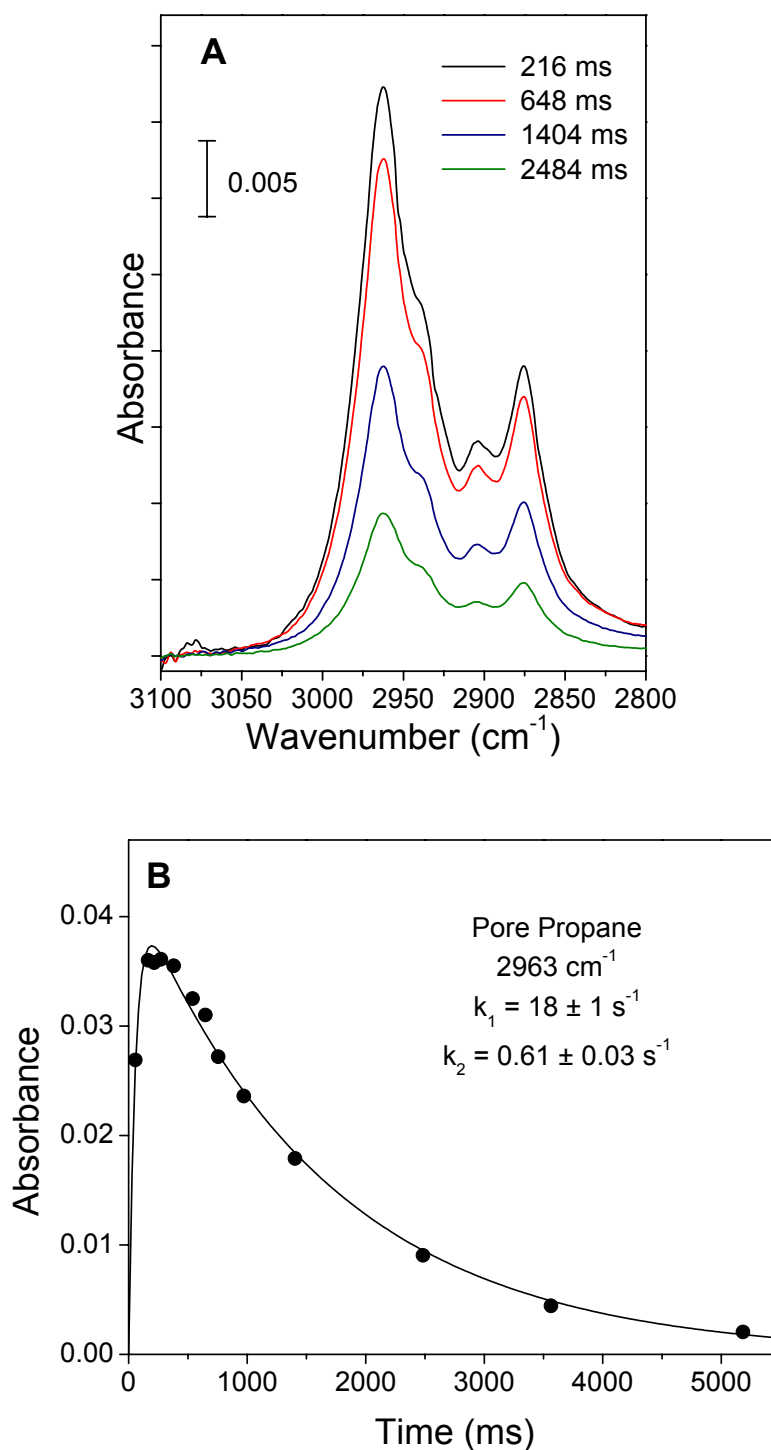 A
216 ms
648 ms
1404 ms
2484 ms
0.005
Absorbance
3100 3050 3000 2950 2900 2850 2800
Wavenumber (cm⁻¹)
B
Pore Propane
2963 cm⁻¹
k₁ = 18 ± 1 s⁻¹
k₂ = 0.61 ± 0.03 s⁻¹
0.04
0.03
0.02
0.01
0.00
Absorbance
0 1000 2000 3000 4000 5000
Time (ms)